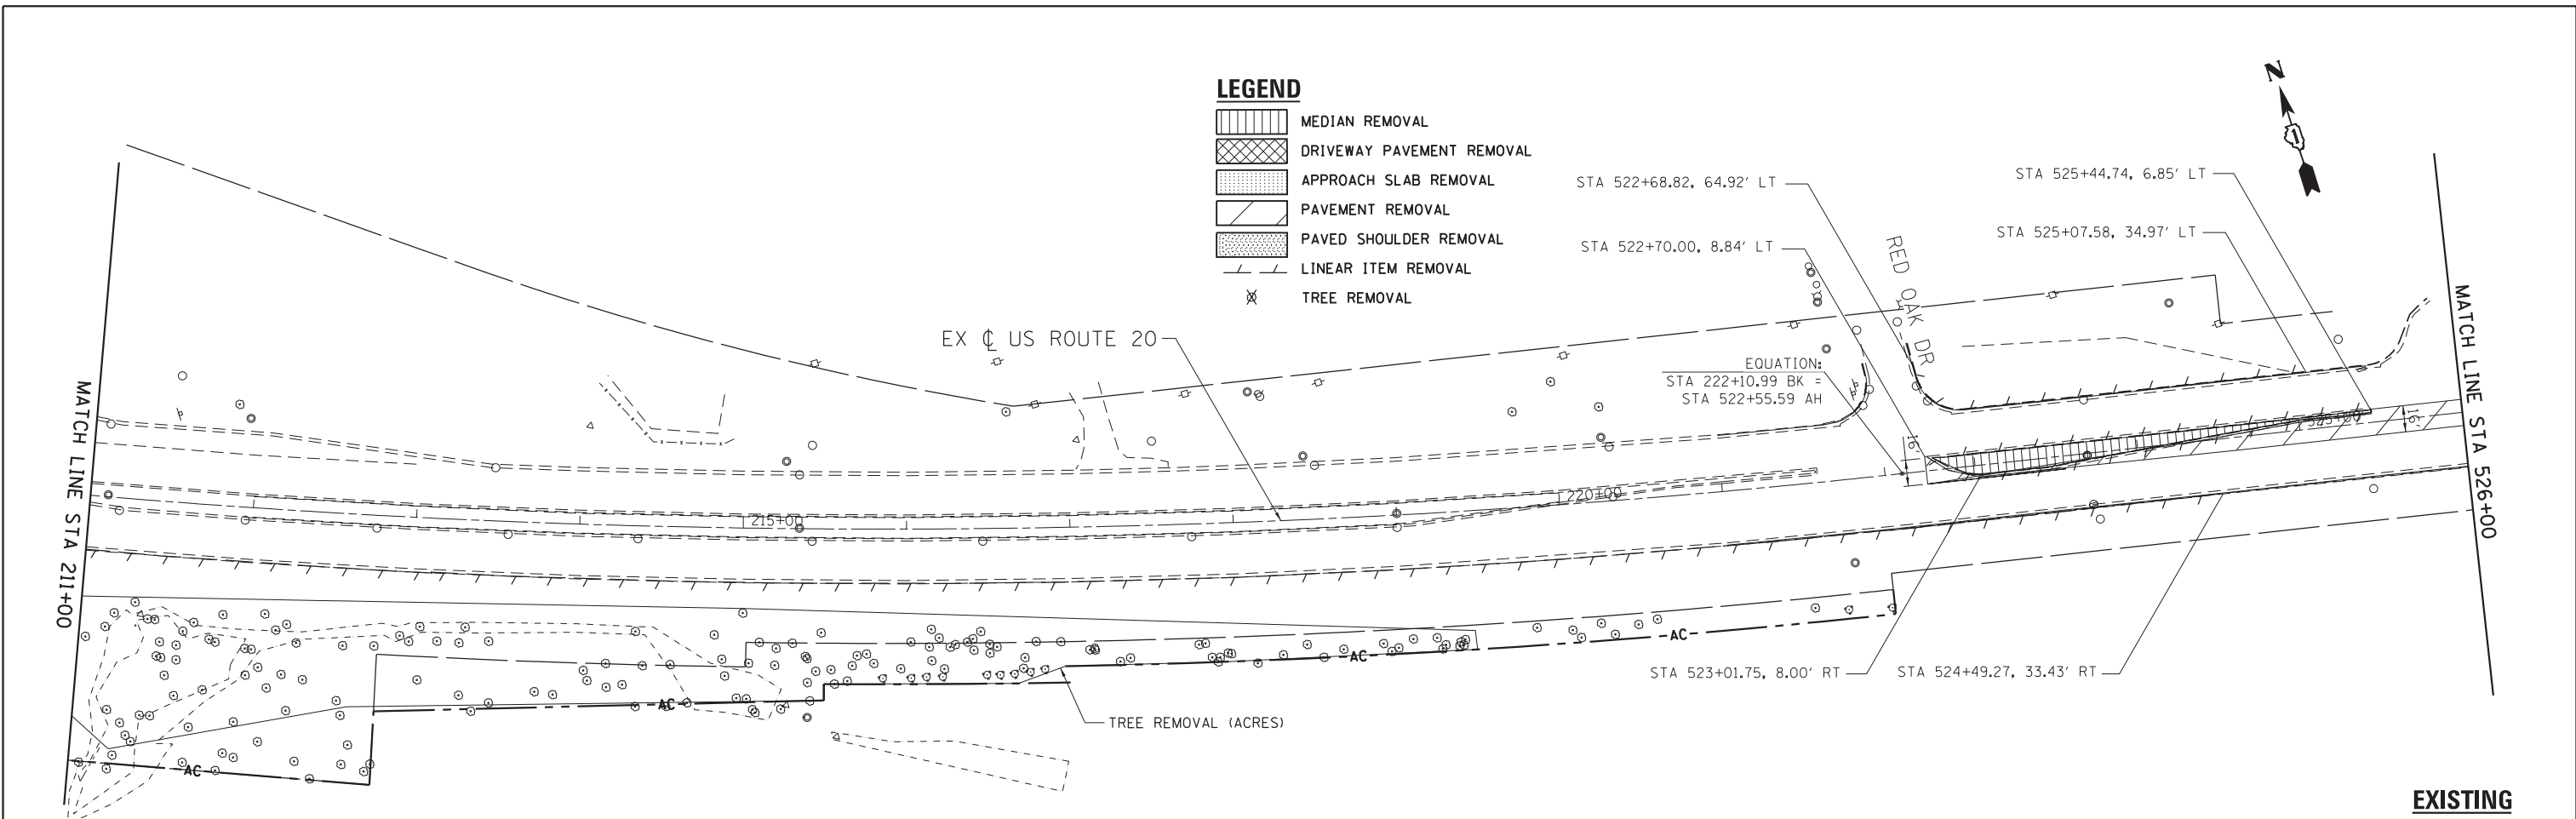 LEGEND
MEDIAN REMOVAL
DRIVEWAY PAVEMENT REMOVAL
APPROACH SLAB REMOVAL
PAVEMENT REMOVAL
PAVED SHOULDER REMOVAL
LINEAR ITEM REMOVAL
TREE REMOVAL
N
STA 522+68.82, 64.92' LT
STA 522+70.00, 8.84' LT
STA 525+44.74, 6.85' LT
STA 525+07.58, 34.97' LT
RED OAK DR
EX ℄ US ROUTE 20
EQUATION:
STA 222+10.99 BK =
STA 522+55.59 AH
MATCH LINE STA 211+00
MATCH LINE STA 526+00
16'
16'
525+00
215+00
220+00
AC
AC
AC
AC
STA 523+01.75, 8.00' RT
STA 524+49.27, 33.43' RT
TREE REMOVAL (ACRES)
EXISTING